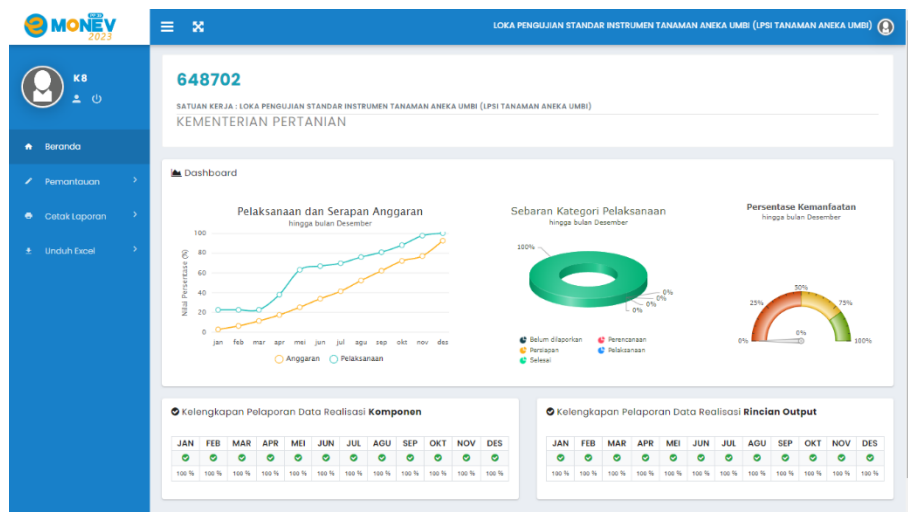 PP 39
eMONEV
2023
LOKA PENGUJIAN STANDAR INSTRUMEN TANAMAN ANEKA UMBI (LPSI TANAMAN ANEKA UMBI)
K8
Beranda
Pemantauan
Cetak Laporan
Unduh Excel
648702
SATUAN KERJA : LOKA PENGUJIAN STANDAR INSTRUMEN TANAMAN ANEKA UMBI (LPSI TANAMAN ANEKA UMBI)
KEMENTERIAN PERTANIAN
Dashboard
Pelaksanaan dan Serapan Anggaran
hingga bulan Desember
Nilai Persentase (%)
100
80
60
40
20
0
jan feb mar apr mei jun jul agu sep okt nov des
Anggaran Pelaksanaan
Sebaran Kategori Pelaksanaan
hingga bulan Desember
100%
0%
0%
0%
0%
Belum dilaporkan Perencanaan
Persiapan Pelaksanaan
Selesai
Persentase Kemanfaatan
hingga bulan Desember
50%
25% 75%
0%
0% 100%
Kelengkapan Pelaporan Data Realisasi Komponen
JAN FEB MAR APR MEI JUN JUL AGU SEP OKT NOV DES
100 % 100 % 100 % 100 % 100 % 100 % 100 % 100 % 100 % 100 % 100 % 100 %
Kelengkapan Pelaporan Data Realisasi Rincian Output
JAN FEB MAR APR MEI JUN JUL AGU SEP OKT NOV DES
100 % 100 % 100 % 100 % 100 % 100 % 100 % 100 % 100 % 100 % 100 % 100 %